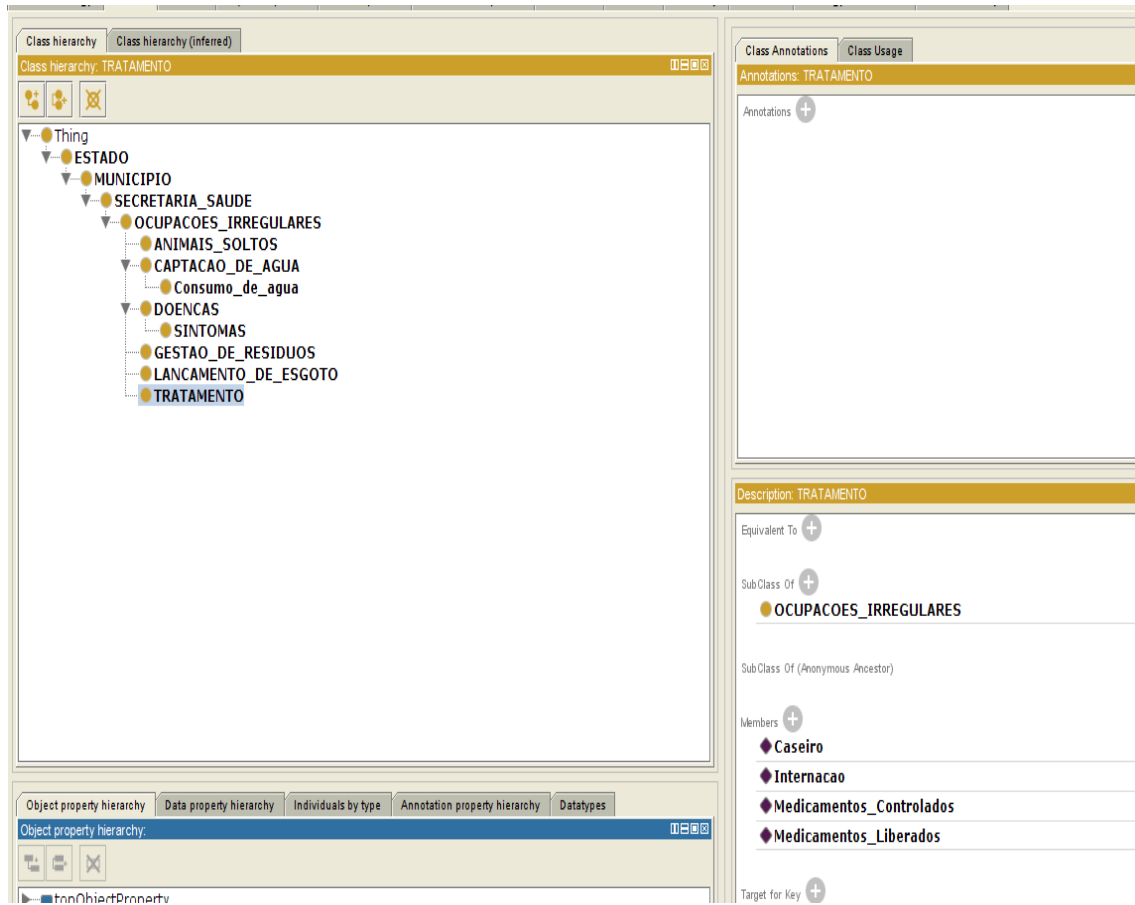 Class hierarchy Class hierarchy (inferred)
Class hierarchy: TRATAMENTO
Thing
ESTADO
MUNICIPIO
SECRETARIA_SAUDE
OCUPACOES_IRREGULARES
ANIMAIS_SOLTOS
CAPTACAO_DE_AGUA
Consumo_de_agua
DOENCAS
SINTOMAS
GESTAO_DE_RESIDUOS
LANCAMENTO_DE_ESGOTO
TRATAMENTO
Object property hierarchy Data property hierarchy Individuals by type Annotation property hierarchy Datatypes
Object property hierarchy:
topObjectProperty
Class Annotations Class Usage
Annotations: TRATAMENTO
Annotations
Description: TRATAMENTO
Equivalent To
SubClass Of
OCUPACOES_IRREGULARES
SubClass Of (Anonymous Ancestor)
Members
Caseiro
Internacao
Medicamentos_Controlados
Medicamentos_Liberados
Target for Key